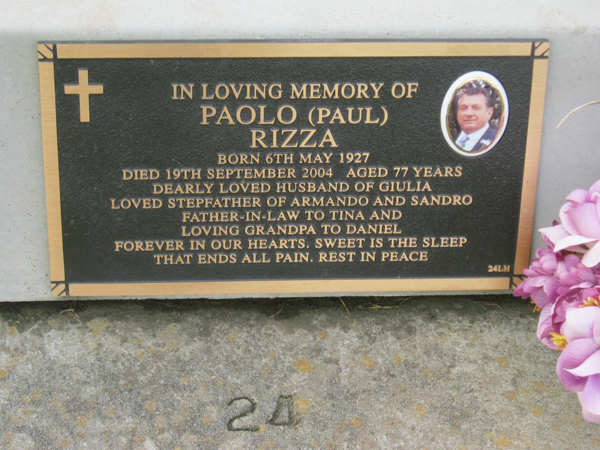 IN LOVING MEMORY OF
PAOLO (PAUL)
RIZZA
BORN 6TH MAY 1927
DIED 19TH SEPTEMBER 2004 AGED 77 YEARS
DEARLY LOVED HUSBAND OF GIULIA
LOVED STEPFATHER OF ARMANDO AND SANDRO
FATHER-IN-LAW TO TINA AND
LOVING GRANDPA TO DANIEL
FOREVER IN OUR HEARTS. SWEET IS THE SLEEP
THAT ENDS ALL PAIN. REST IN PEACE
24LH
24